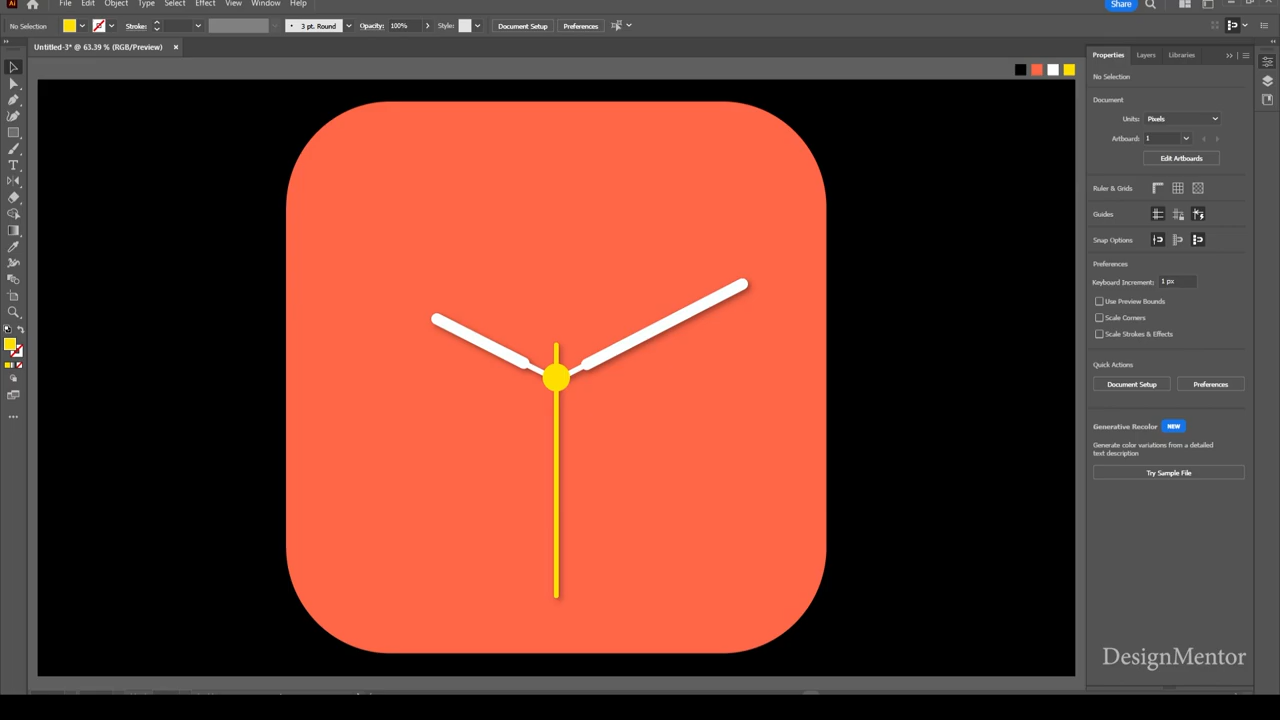 Ai File Edit Object Type Select Effect View Window Help Share
No Selection Stroke: 3 pt. Round Opacity: 100% Style: Document Setup Preferences
Untitled-3* @ 63.39 % (RGB/Preview) ×
Properties Layers Libraries
No Selection
Document
Units: Pixels
Artboard: 1
Edit Artboards
Ruler & Grids
Guides
Snap Options
Preferences
Keyboard Increment: 1 px
Use Preview Bounds
Scale Corners
Scale Strokes & Effects
Quick Actions
Document Setup Preferences
Generative Recolor NEW
Generate color variations from a detailed
text description
Try Sample File
DesignMentor